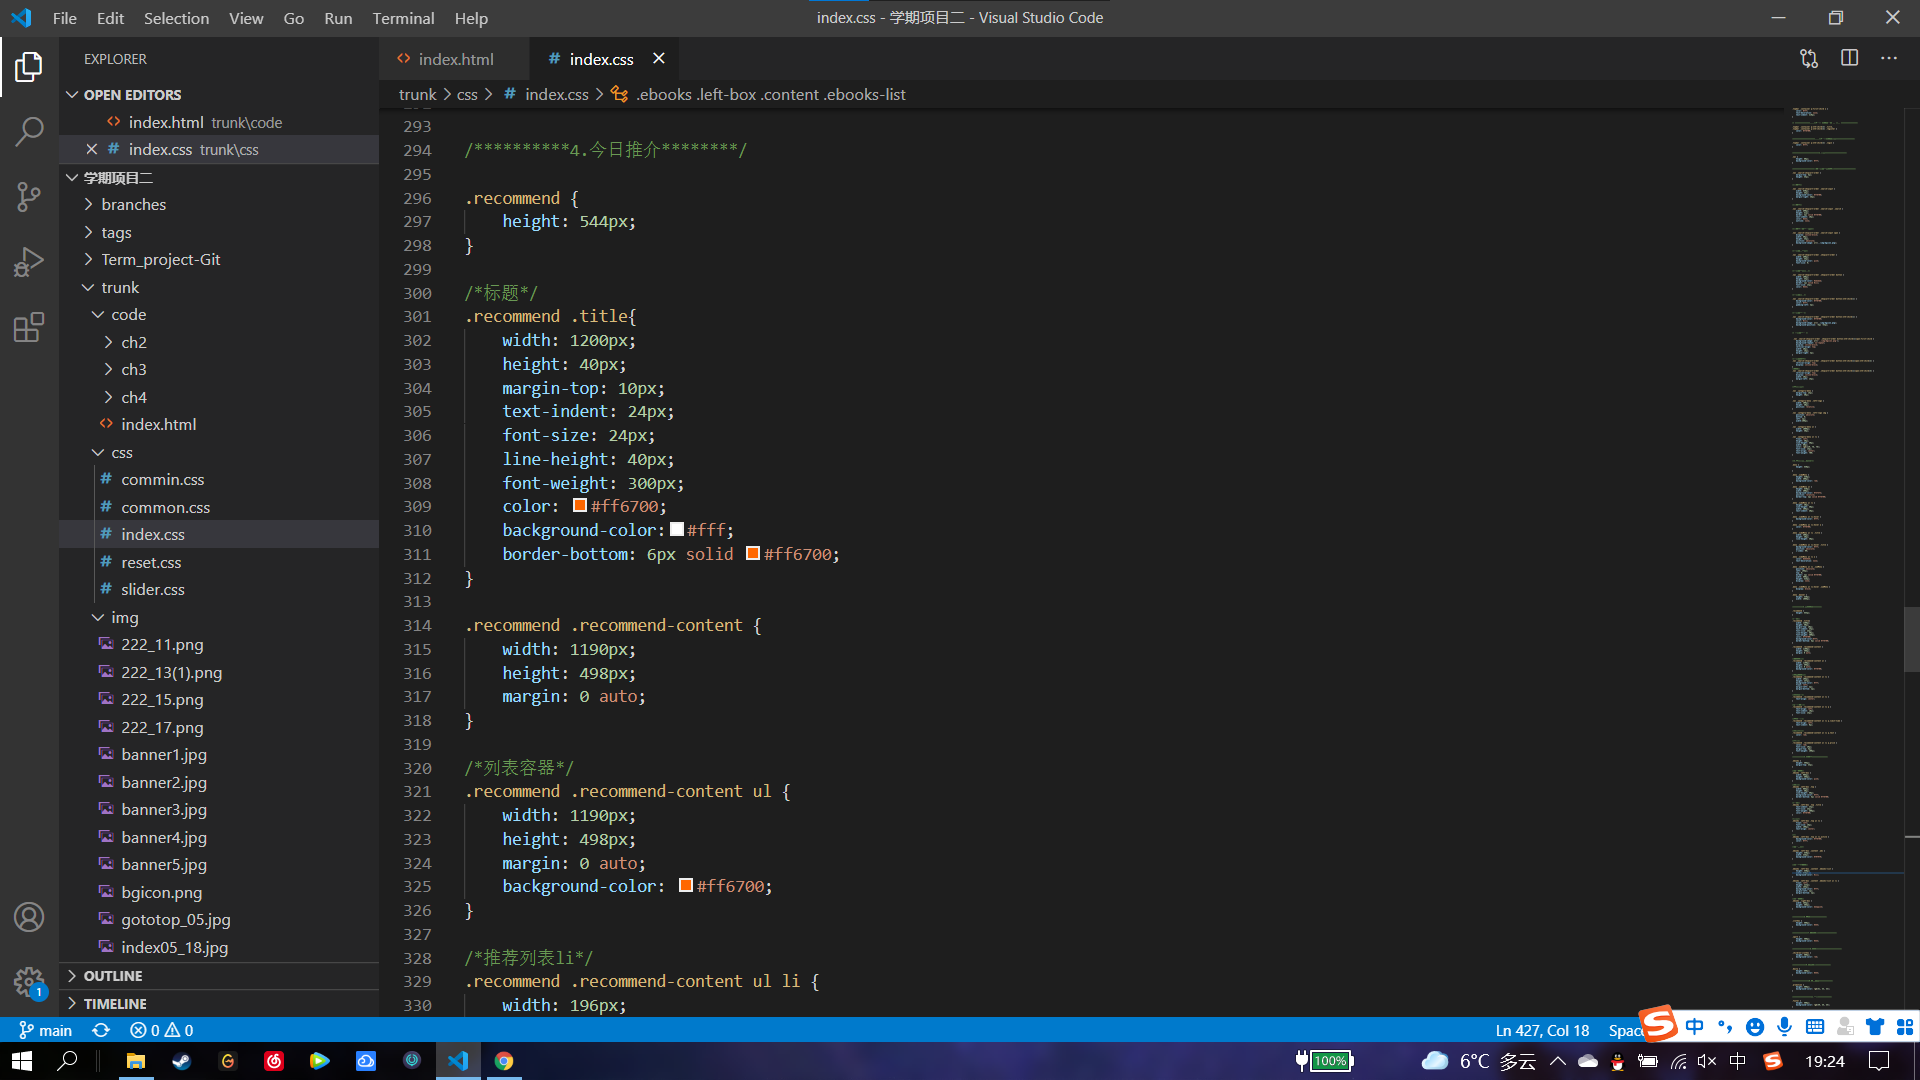 File Edit Selection View Go Run Terminal Help
index.css - 学期项目二 - Visual Studio Code
EXPLORER
OPEN EDITORS
index.html trunk\code
index.css trunk\css
学期项目二
branches
tags
Term_project-Git
trunk
code
ch2
ch3
ch4
index.html
css
commin.css
common.css
index.css
reset.css
slider.css
img
222_11.png
222_13(1).png
222_15.png
222_17.png
banner1.jpg
banner2.jpg
banner3.jpg
banner4.jpg
banner5.jpg
bgicon.png
gototop_05.jpg
index05_18.jpg
OUTLINE
TIMELINE
index.html
index.css
trunk > css > # index.css > .ebooks .left-box .content .ebooks-list
293
294 /**********4.今日推介********/
295
296 .recommend {
297 height: 544px;
298 }
299
300 /*标题*/
301 .recommend .title{
302 width: 1200px;
303 height: 40px;
304 margin-top: 10px;
305 text-indent: 24px;
306 font-size: 24px;
307 line-height: 40px;
308 font-weight: 300px;
309 color: #ff6700;
310 background-color: #fff;
311 border-bottom: 6px solid #ff6700;
312 }
313
314 .recommend .recommend-content {
315 width: 1190px;
316 height: 498px;
317 margin: 0 auto;
318 }
319
320 /*列表容器*/
321 .recommend .recommend-content ul {
322 width: 1190px;
323 height: 498px;
324 margin: 0 auto;
325 background-color: #ff6700;
326 }
327
328 /*推荐列表li*/
329 .recommend .recommend-content ul li {
330 width: 196px;
1
main 0 0
Ln 427, Col 18
中
100%
6°C 多云
中
19:24